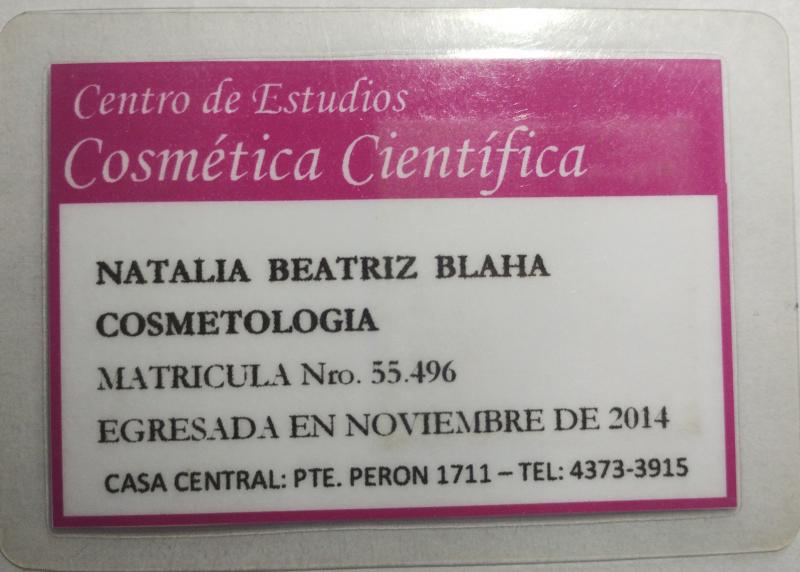 Centro de Estudios
Cosmética Científica
NATALIA BEATRIZ BLAHA
COSMETOLOGIA
MATRICULA Nro. 55.496
EGRESADA EN NOVIEMBRE DE 2014
CASA CENTRAL: PTE. PERON 1711 – TEL: 4373-3915